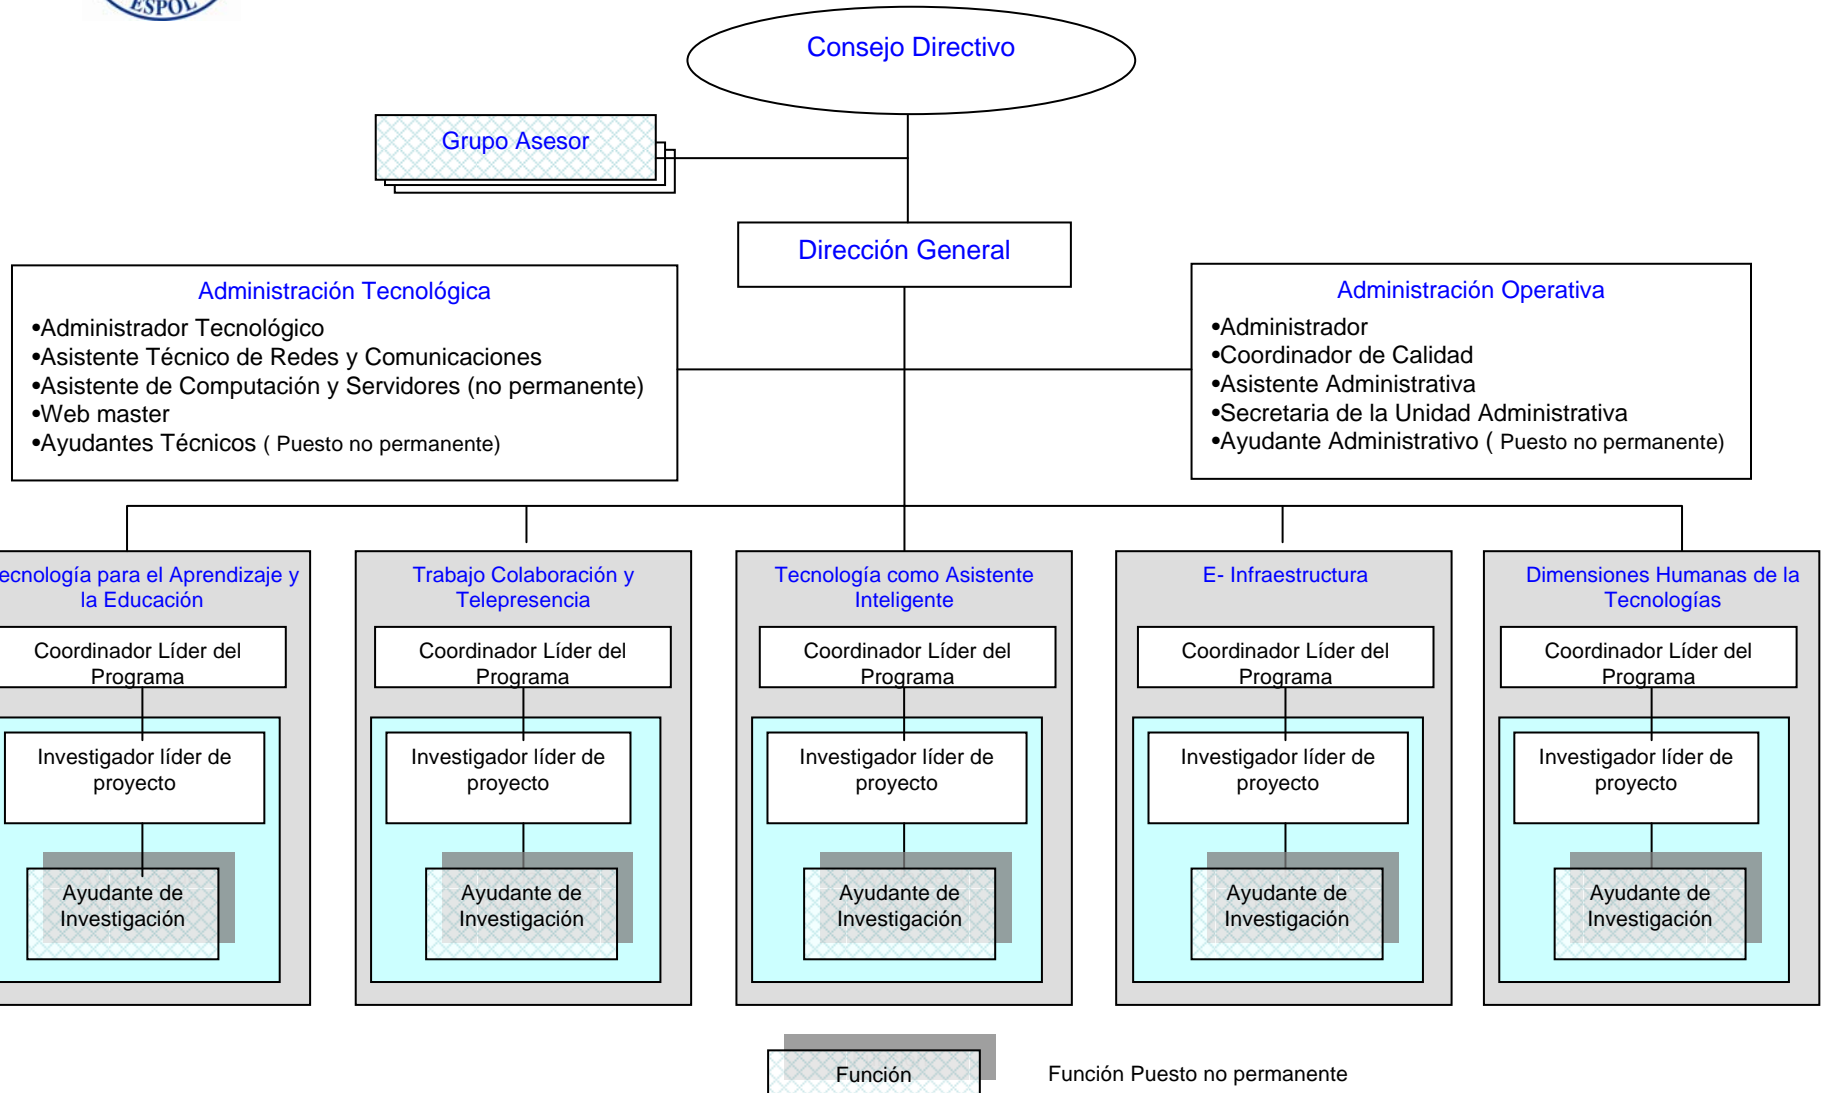 ESPOL
Consejo Directivo
Grupo Asesor
Dirección General
Administración Tecnológica
•Administrador Tecnológico
•Asistente Técnico de Redes y Comunicaciones
•Asistente de Computación y Servidores (no permanente)
•Web master
•Ayudantes Técnicos ( Puesto no permanente)
Administración Operativa
•Administrador
•Coordinador de Calidad
•Asistente Administrativa
•Secretaria de la Unidad Administrativa
•Ayudante Administrativo ( Puesto no permanente)
ecnología para el Aprendizaje y
la Educación
Coordinador Líder del
Programa
Investigador líder de
proyecto
Ayudante de
Investigación
Trabajo Colaboración y
Telepresencia
Coordinador Líder del
Programa
Investigador líder de
proyecto
Ayudante de
Investigación
Tecnología como Asistente
Inteligente
Coordinador Líder del
Programa
Investigador líder de
proyecto
Ayudante de
Investigación
E- Infraestructura
Coordinador Líder del
Programa
Investigador líder de
proyecto
Ayudante de
Investigación
Dimensiones Humanas de la
Tecnologías
Coordinador Líder del
Programa
Investigador líder de
proyecto
Ayudante de
Investigación
Función
Función Puesto no permanente